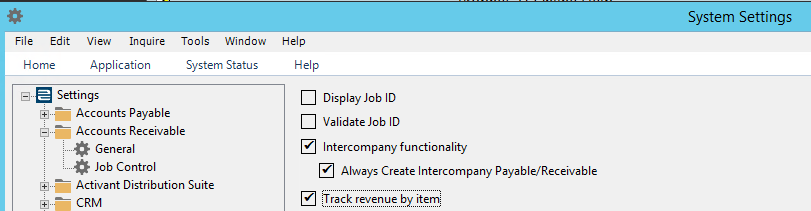 System Settings
File Edit View Inquire Tools Window Help
Home Application System Status Help
Settings
Accounts Payable
Accounts Receivable
General
Job Control
Activant Distribution Suite
CRM
Display Job ID
Validate Job ID
Intercompany functionality
Always Create Intercompany Payable/Receivable
Track revenue by item